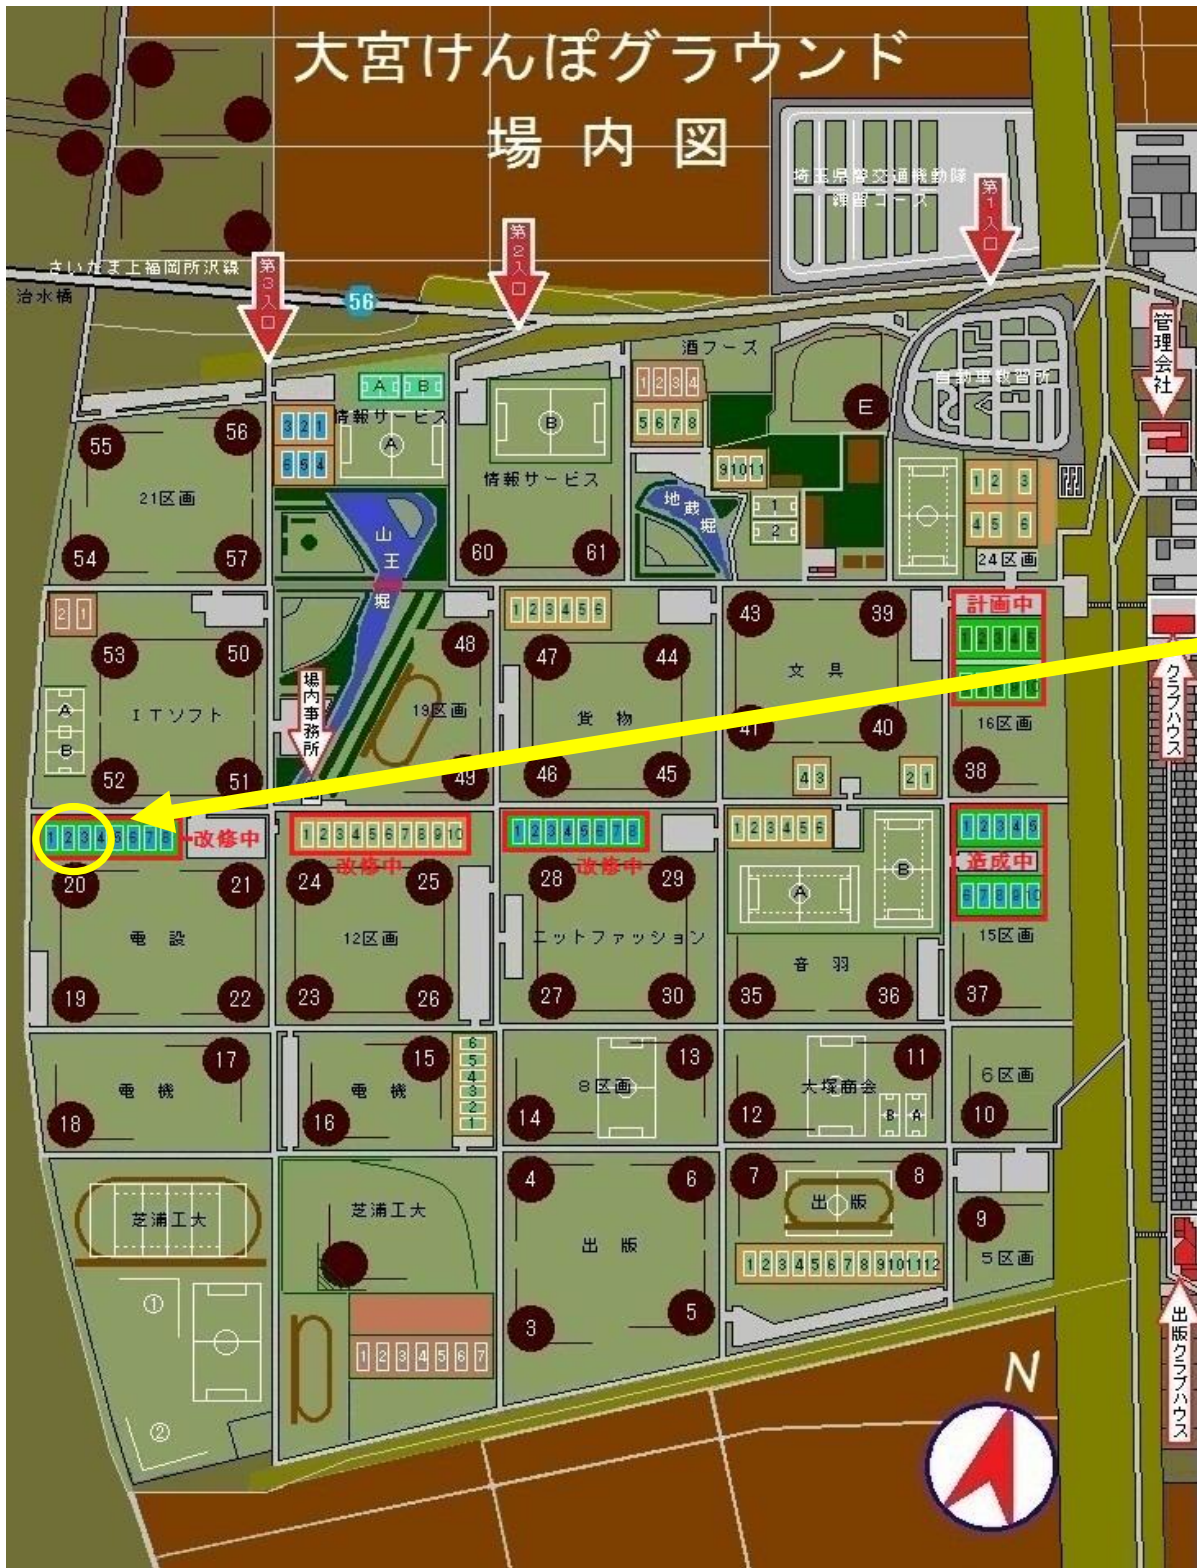 大宮けんぽグラウンド
場内図
埼玉県警交通機動隊
練習コース
第1入口
第2入口
第3入口
さいたま上福岡所沢線
治水橋
56
管理会社
酒フーズ
自動車教習所
A B
情報サービス
A
3 2 1
6 5 4
B
情報サービス
60 61
1 2 3 4
5 6 7 8
9 10 11
E
地蔵堀
1
2
1 2 3
4 5 6
24区画
55 56
21区画
54 57
山王堀
2 1
53 50
A
B
ITソフト
52 51
場内事務所
48
19区画
49
1 2 3 4 5 6
47 44
貨物
46 45
43 39
文具
41 40
4 3
2 1
計画中
1 2 3 4 5
6 7 8 9 10
16区画
38
クラブハウス
1 2 3 4 5 6 7 8
改修中
20 21
電設
19 22
1 2 3 4 5 6 7 8 9 10
改修中
24 25
12区画
23 26
1 2 3 4 5 6 7 8
改修中
28 29
ニットファッション
27 30
1 2 3 4 5 6
A
B
音羽
35 36
1 2 3 4 5
造成中
6 7 8 9 10
15区画
37
17
電機
18
15
電機
16
6
5
4
3
2
1
13
8区画
14
11
大塚商会
12
B A
6区画
10
芝浦工大
①
②
芝浦工大
1 2 3 4 5 6 7
4 6
出版
3 5
7 8
出版
1 2 3 4 5 6 7 8 9 10 11 12
9
5区画
出版クラブハウス
N